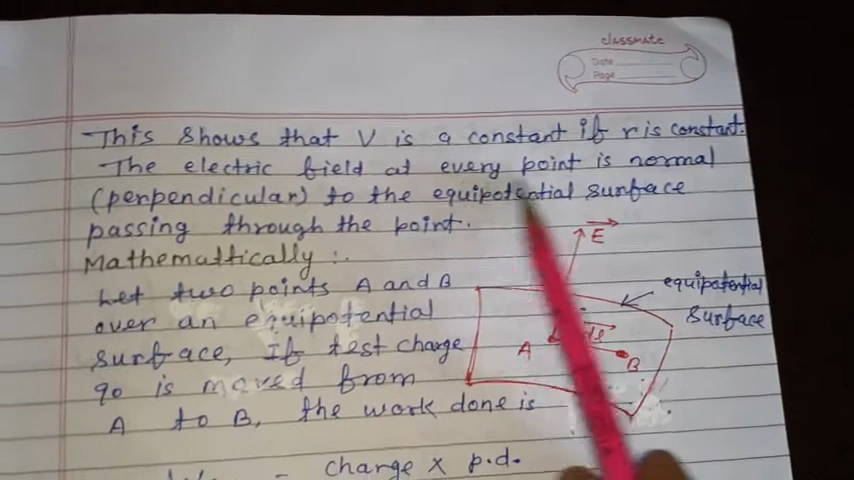 classmate
Date
Page
This shows that V is a constant if r is constant.
The electric field at every point is normal
(perpendicular) to the equipotential surface
passing through the point.
Mathematically :.
Let two points A and B
over an equipotential
surface, If test charge
q0 is moved from
A to B, the work done is
= charge x p.d.
E
equipotential
surface
A
B